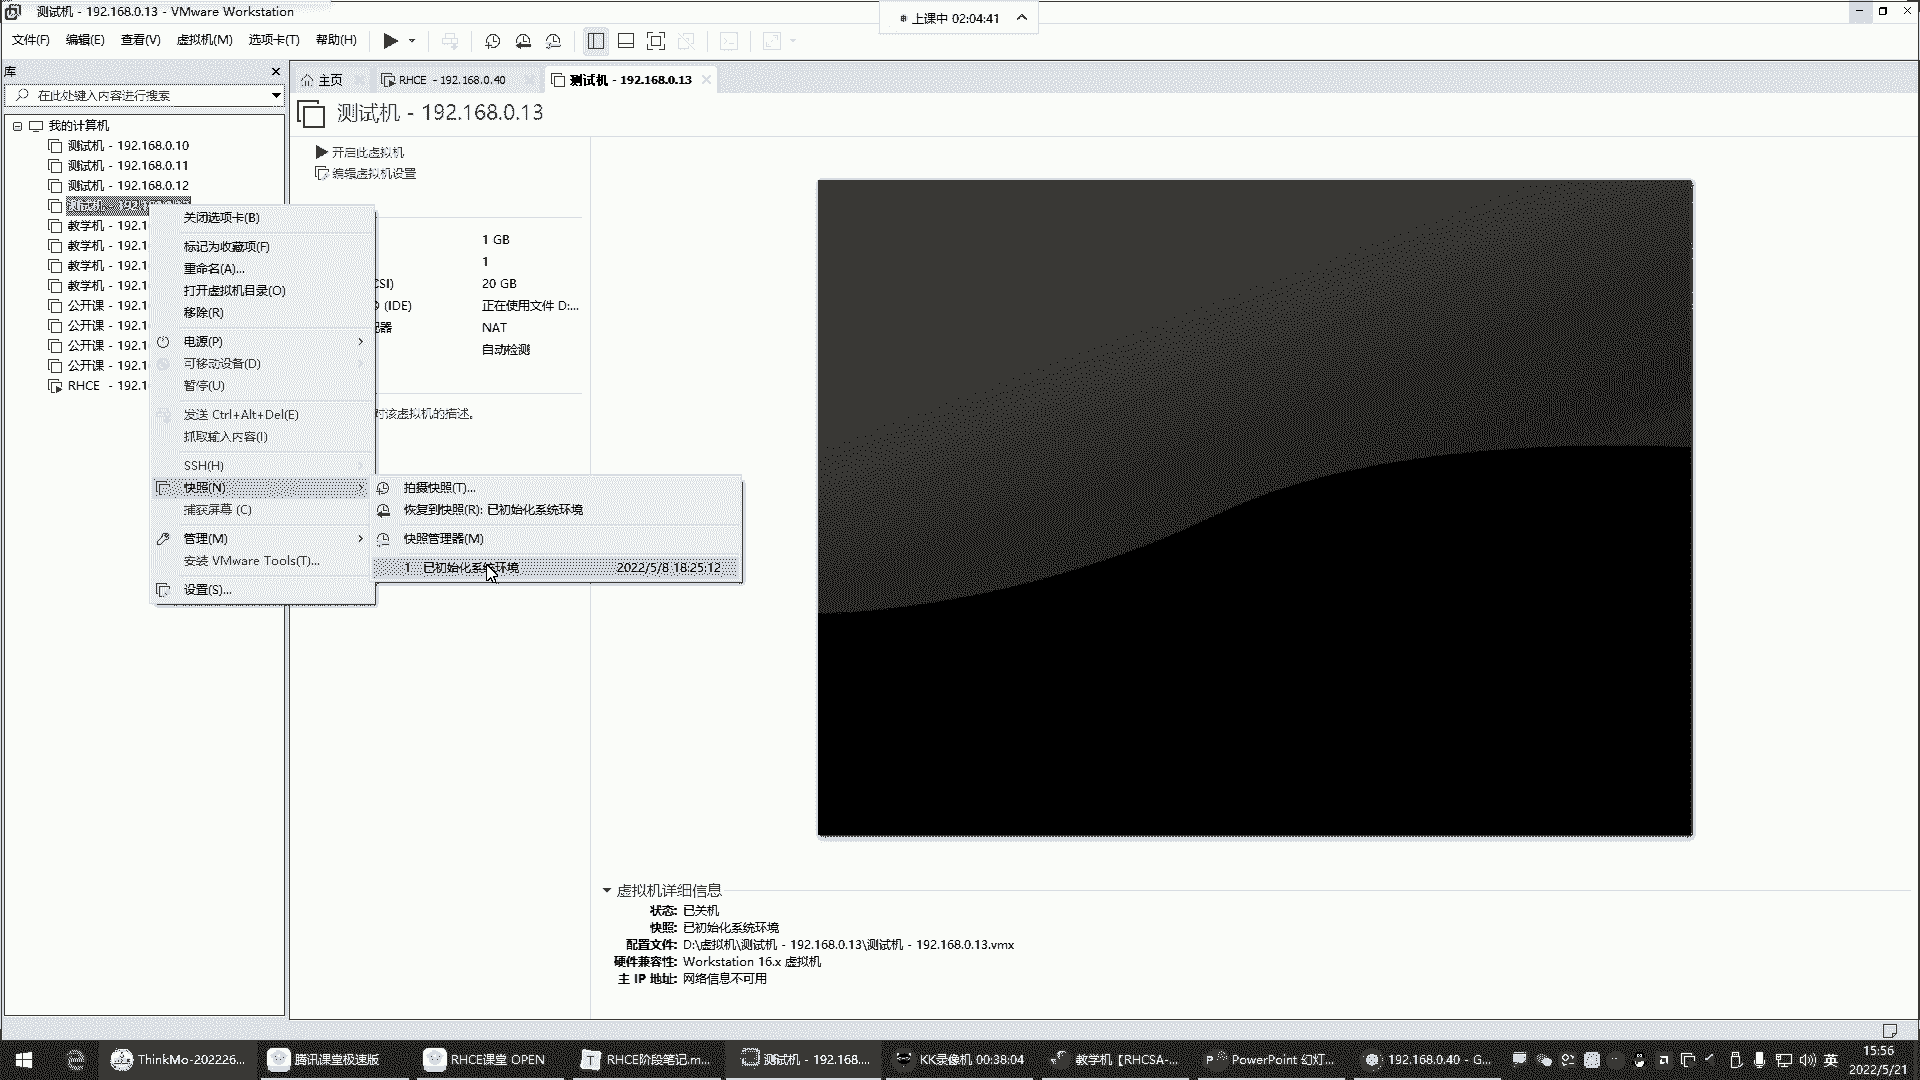 测试机 - 192.168.0.13 - VMware Workstation
上课中 02:04:41
文件(F) 编辑(E) 查看(V) 虚拟机(M) 选项卡(T) 帮助(H)
库
在此处键入内容进行搜索
主页
RHCE - 192.168.0.40
测试机 - 192.168.0.13
测试机 - 192.168.0.13
我的计算机
测试机 - 192.168.0.10
测试机 - 192.168.0.11
测试机 - 192.168.0.12
测试机 - 192.
教学机 - 192.1
教学机 - 192.1
教学机 - 192.1
教学机 - 192.1
公开课 - 192.1
公开课 - 192.1
公开课 - 192.1
公开课 - 192.1
RHCE - 192.1
开启此虚拟机
编辑虚拟机设置
1 GB
1
CSI) 20 GB
(IDE) 正在使用文件 D:...
配器 NAT
自动检测
对该虚拟机的描述。
关闭选项卡(B)
标记为收藏项(F)
重命名(A)...
打开虚拟机目录(O)
移除(R)
电源(P)
可移动设备(D)
暂停(U)
发送 Ctrl+Alt+Del(E)
抓取输入内容(I)
SSH(H)
快照(N)
捕获屏幕 (C)
管理(M)
安装 VMware Tools(T)...
设置(S)...
拍摄快照(T)...
恢复到快照(R): 已初始化系统环境
快照管理器(M)
1 已初始化系统环境 2022/5/8 18:25:12
虚拟机详细信息
状态: 已关机
快照: 已初始化系统环境
配置文件: D:\虚拟机\测试机 - 192.168.0.13\测试机 - 192.168.0.13.vmx
硬件兼容性: Workstation 16.x 虚拟机
主 IP 地址: 网络信息不可用
ThinkMo-202226...
腾讯课堂极速版
RHCE课堂 OPEN
RHCE阶段笔记.m...
测试机 - 192.168....
KK录像机 00:38:04
教学机【RHCSA-...
PowerPoint 幻灯...
192.168.0.40 - G...
英
15:56
2022/5/21